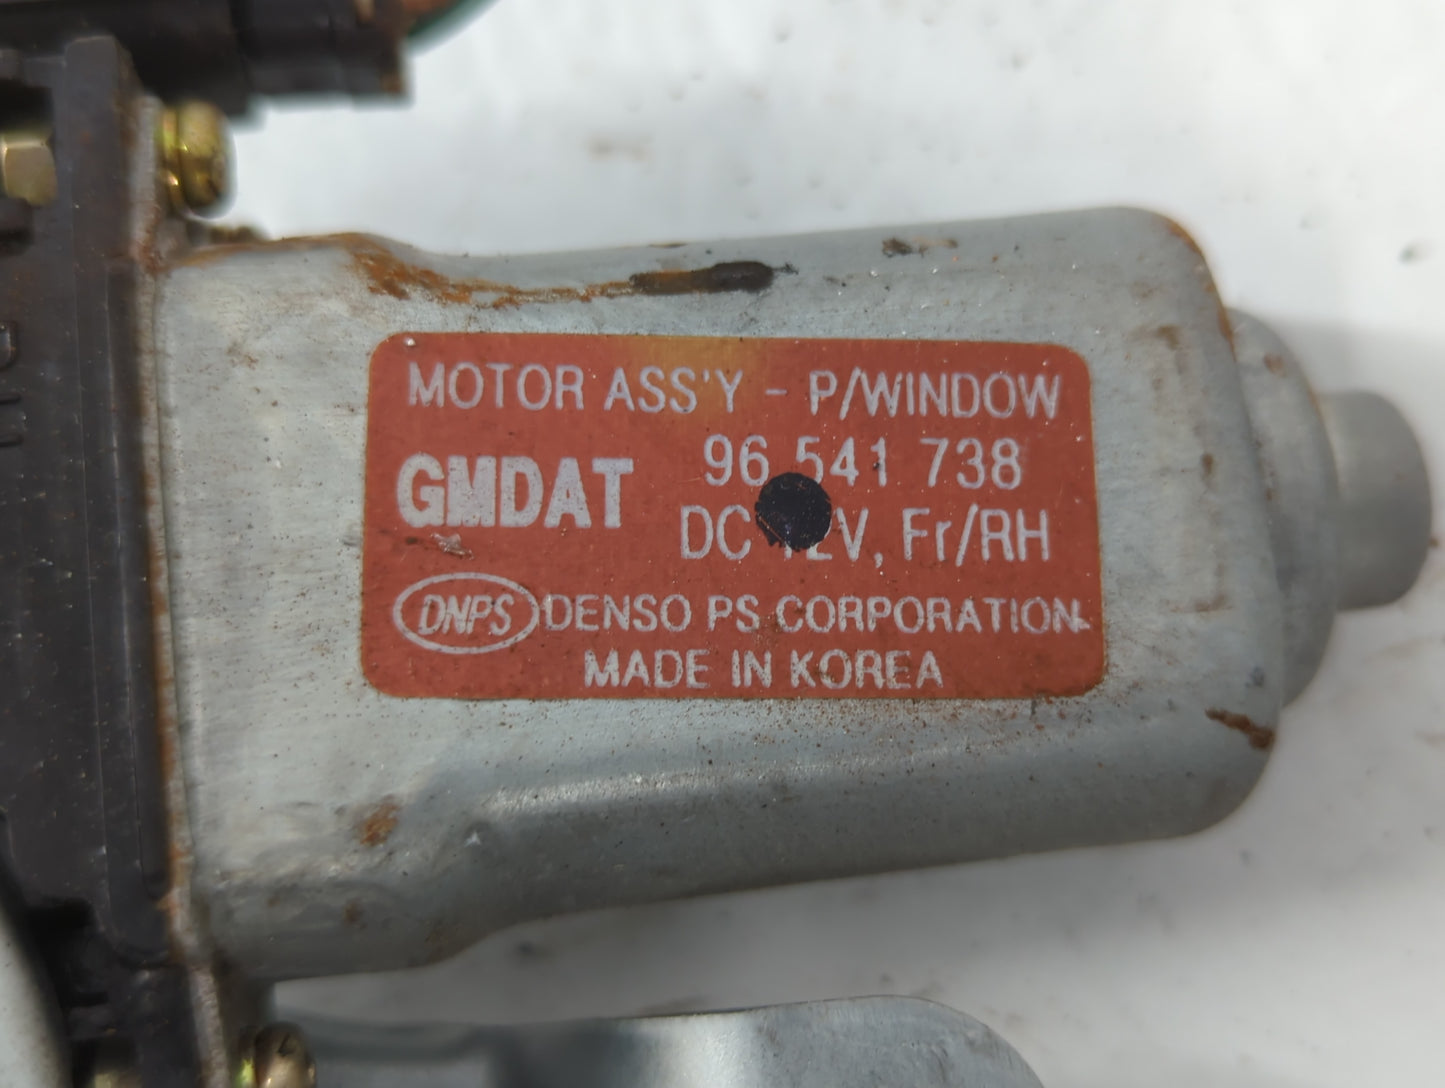 MOTOR ASS'Y - P/WINDOW
GMDAT 96 541 738
DC 12V, Fr/RH
DNPS DENSO PS CORPORATION
MADE IN KOREA